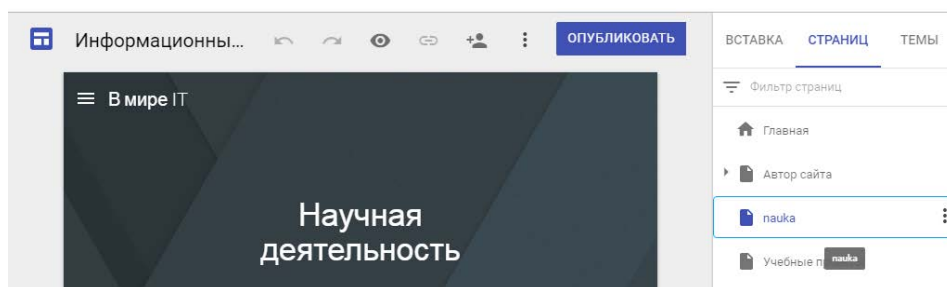 Информационны...
ОПУБЛИКОВАТЬ
ВСТАВКА СТРАНИЦ ТЕМЫ
В мире IT
Фильтр страниц
Главная
Автор сайта
Научная
деятельность
nauka
Учебные
nauka